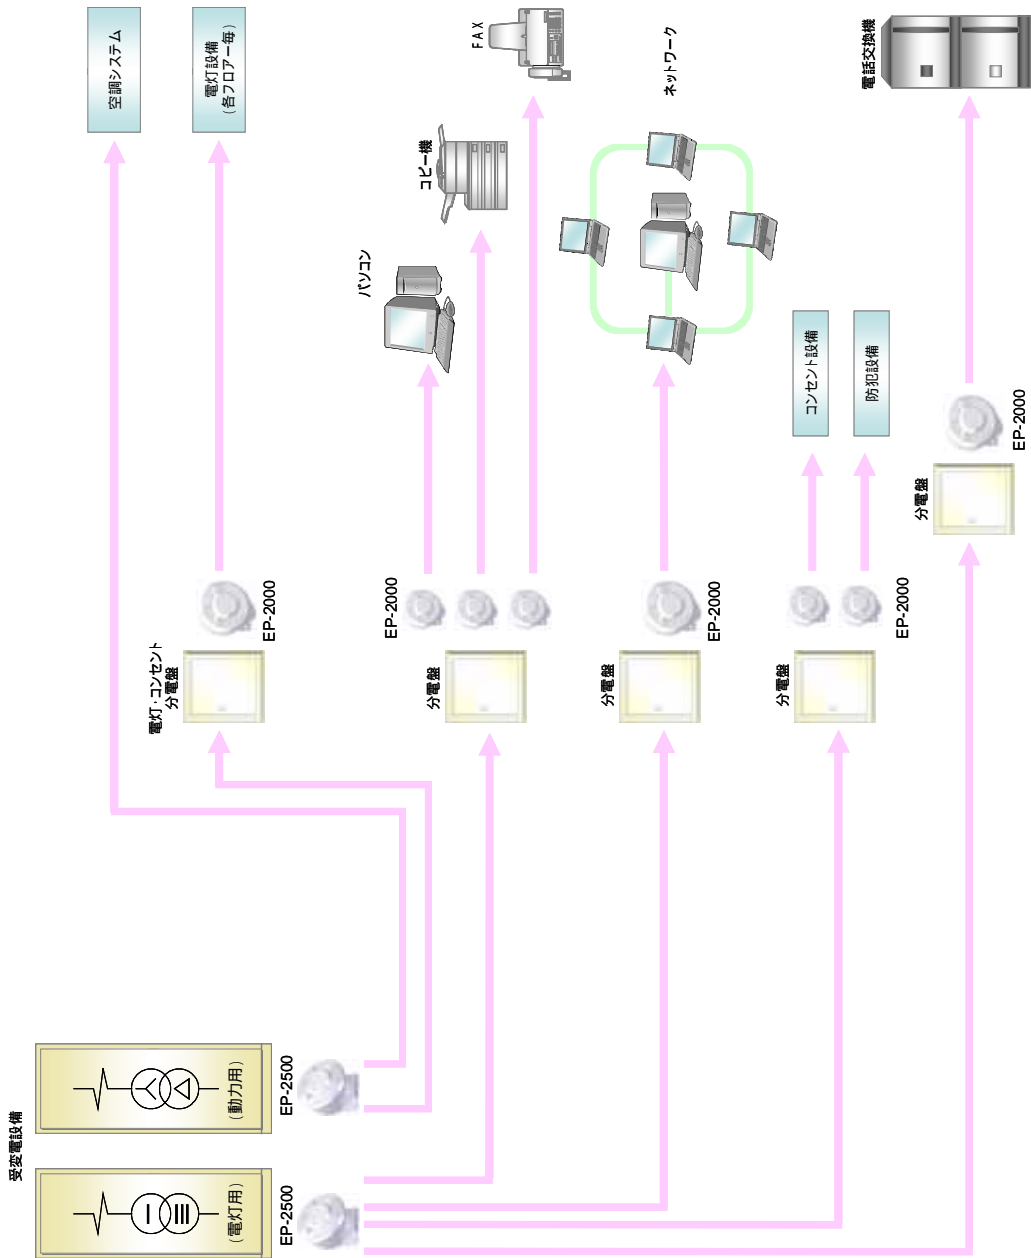 受変電設備
(電灯用)
EP-2500
(動力用)
EP-2500
空調システム
電灯・コンセント
分電盤
EP-2000
電灯設備
(各フロアー毎)
分電盤
EP-2000
パソコン
コピー機
FAX
分電盤
EP-2000
ネットワーク
分電盤
EP-2000
コンセント設備
防犯設備
分電盤
EP-2000
電話交換機